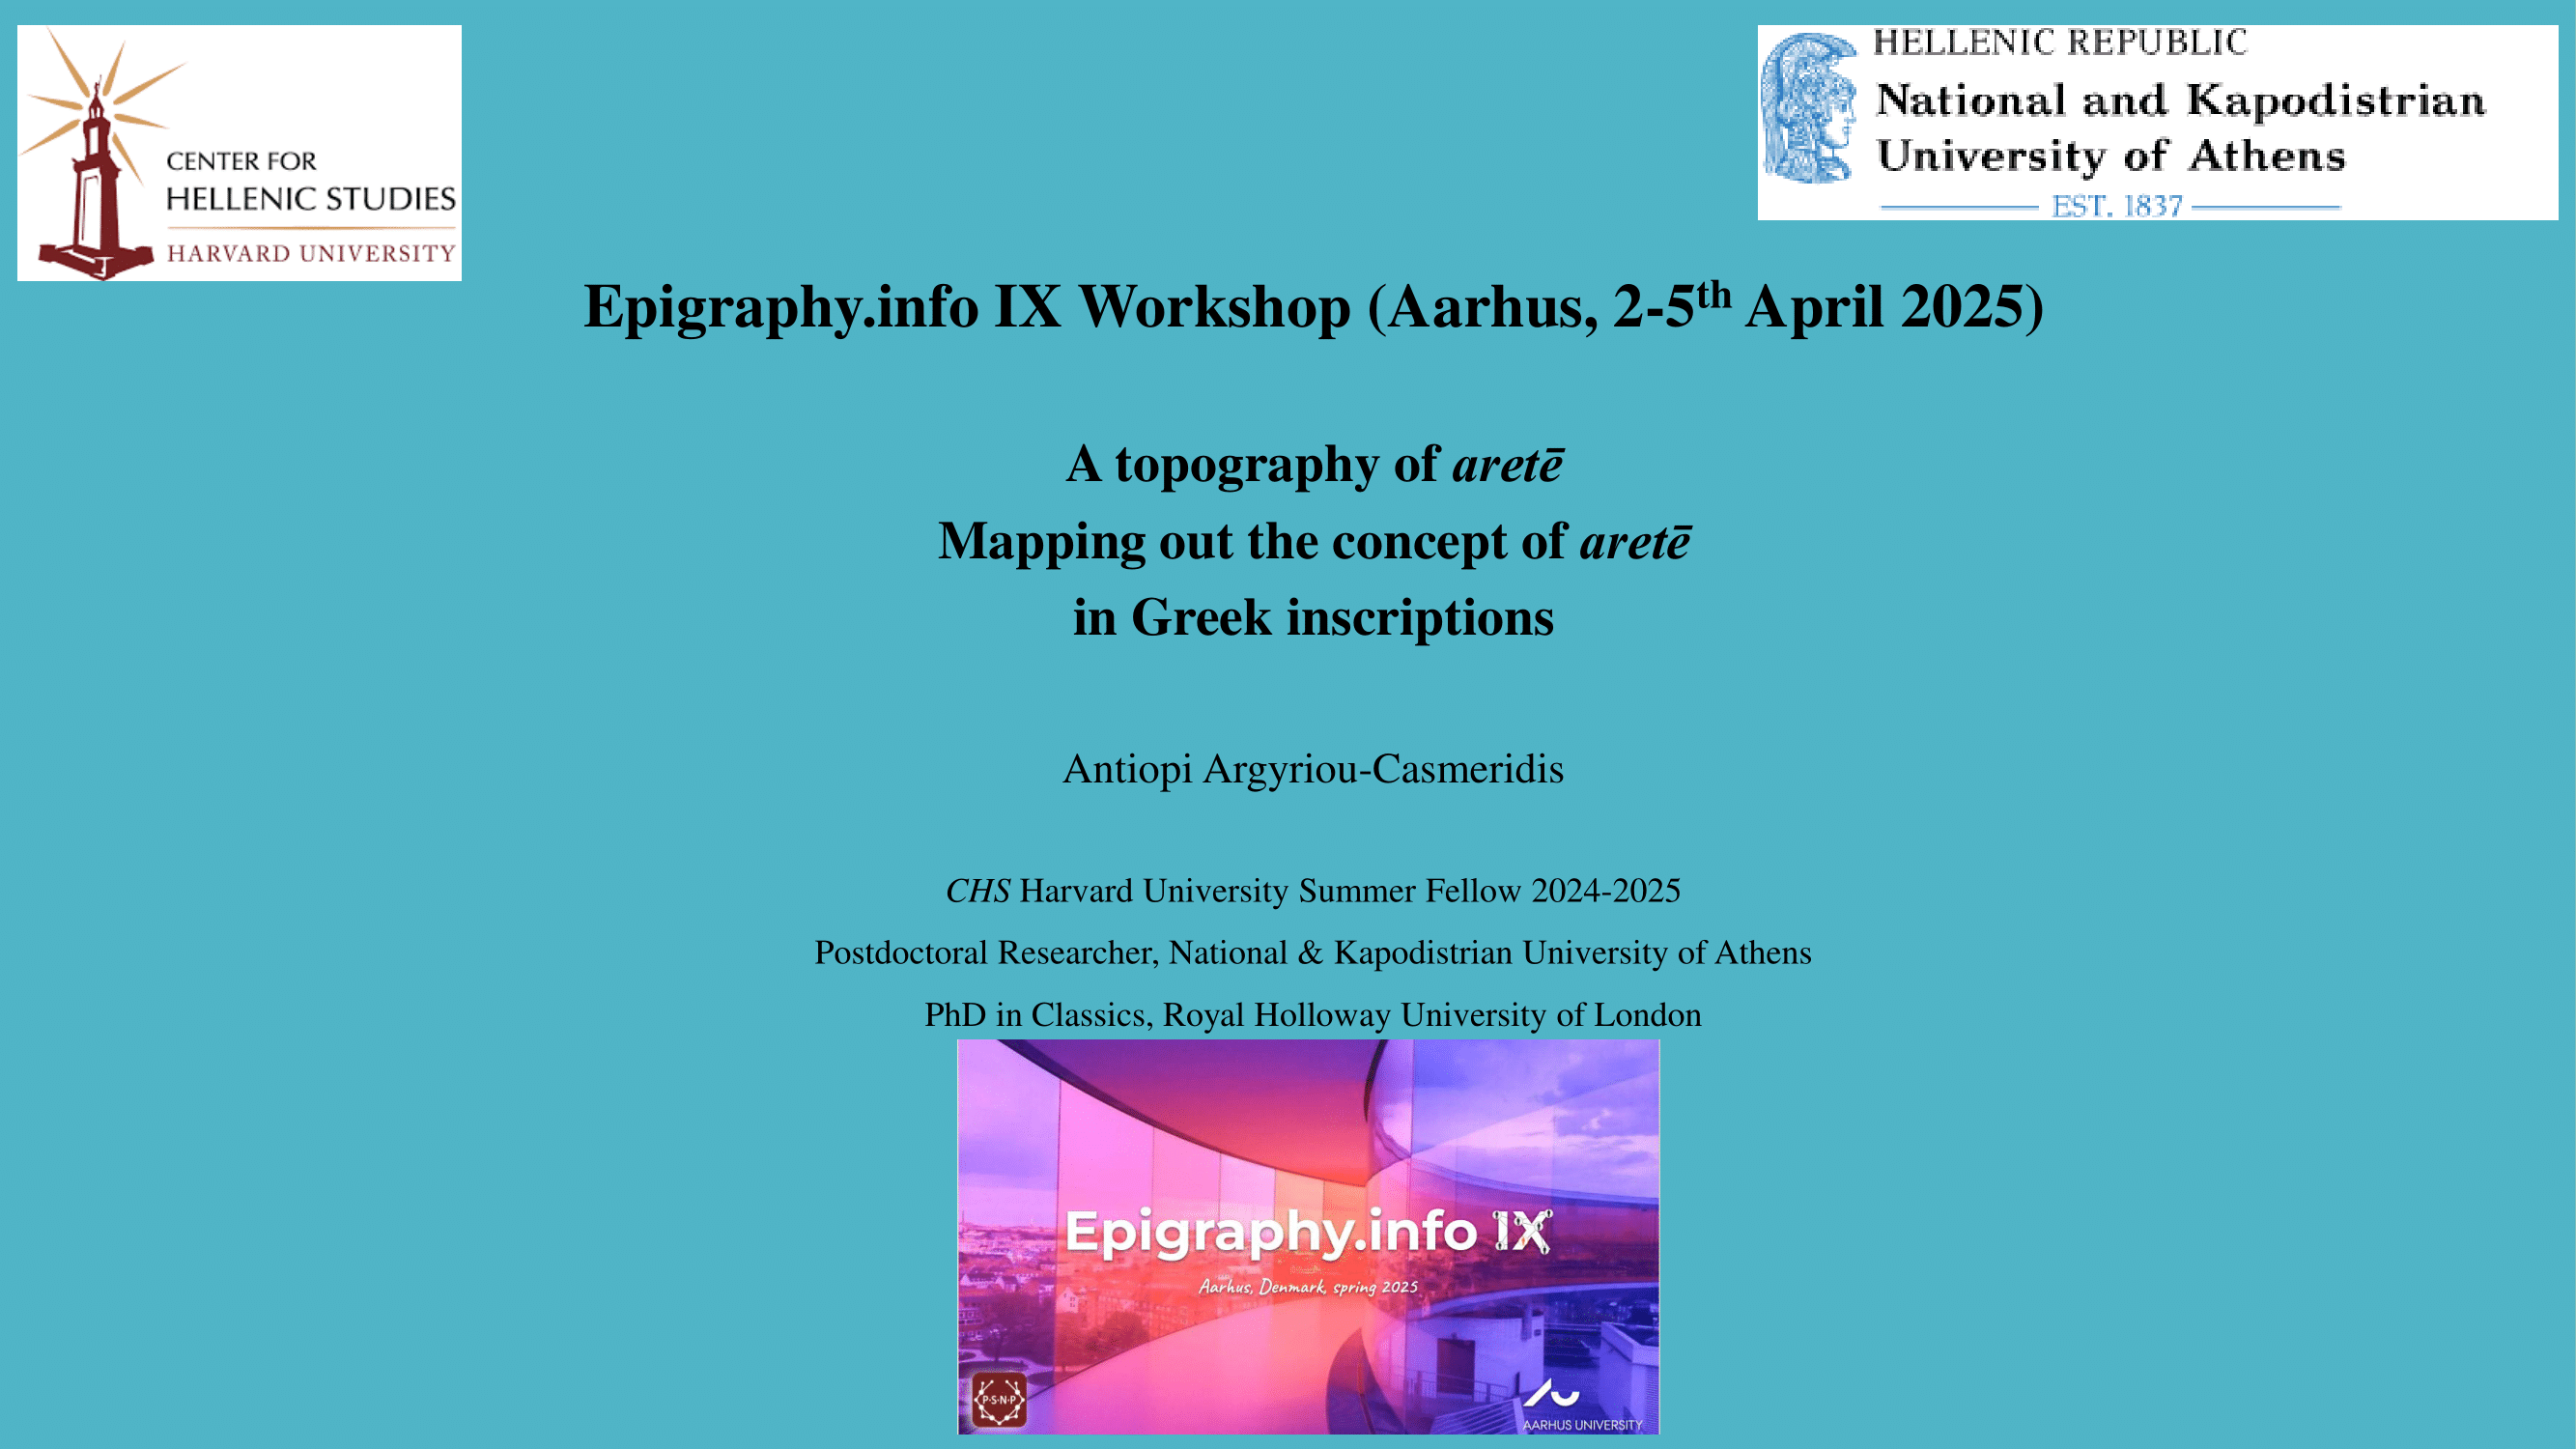 CENTER FOR
HELLENIC STUDIES
HARVARD UNIVERSITY
HELLENIC REPUBLIC
National and Kapodistrian
University of Athens
EST. 1837
Epigraphy.info IX Workshop (Aarhus, 2-5th April 2025)
A topography of aretē
Mapping out the concept of aretē
in Greek inscriptions
Antiopi Argyriou-Casmeridis
CHS Harvard University Summer Fellow 2024-2025
Postdoctoral Researcher, National & Kapodistrian University of Athens
PhD in Classics, Royal Holloway University of London
Epigraphy.info IX
Aarhus, Denmark, spring 2025
P·S·N·P
AARHUS UNIVERSITY